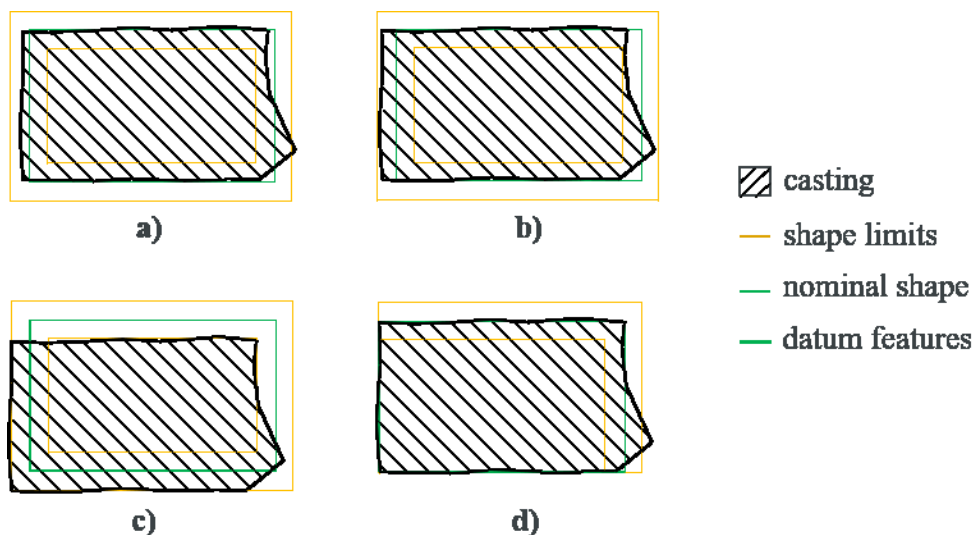 a)
b)
casting
shape limits
nominal shape
datum features
c)
d)